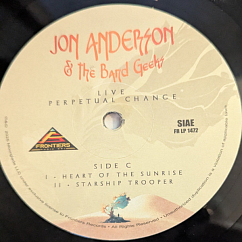 JON ANDERSON
& The Band Geeks
LIVE
PERPETUAL CHANGE
FRONTIERS
SIAE
FR LP 1472
SIDE C
I - HEART OF THE SUNRISE
II - STARSHIP TROOPER